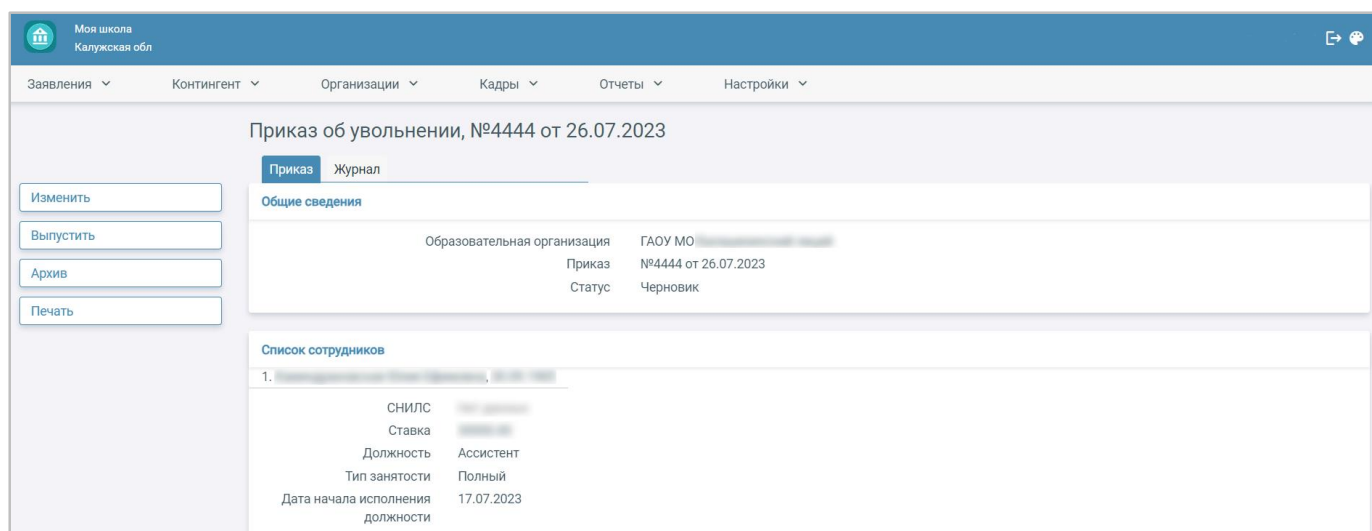 Моя школа
Калужская обл
Заявления Контингент Организации Кадры Отчеты Настройки
Приказ об увольнении, №4444 от 26.07.2023
Приказ Журнал
Изменить
Выпустить
Архив
Печать
Общие сведения
Образовательная организация ГАОУ МО
Приказ №4444 от 26.07.2023
Статус Черновик
Список сотрудников
1.
СНИЛС
Ставка
Должность Ассистент
Тип занятости Полный
Дата начала исполнения 17.07.2023
должности